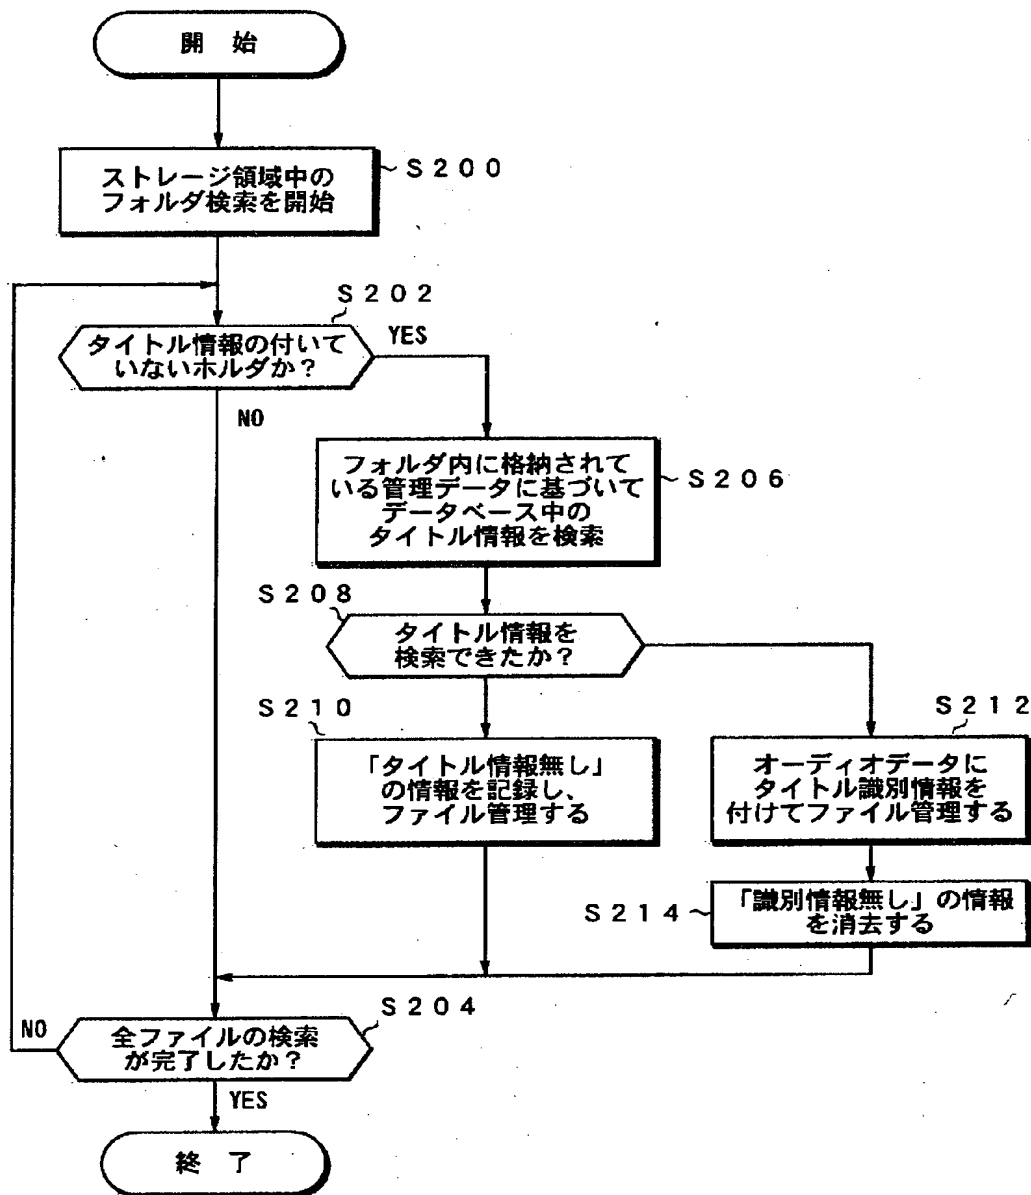 開 始
ストレージ領域中の
フォルダ検索を開始
S200
S202
タイトル情報の付いて
いないホルダか？
YES
NO
フォルダ内に格納されて
いる管理データに基づいて
データベース中の
タイトル情報を検索
S206
S208
タイトル情報を
検索できたか？
S210
「タイトル情報無し」
の情報を記録し、
ファイル管理する
S212
オーディオデータに
タイトル識別情報を
付けてファイル管理する
S214
「識別情報無し」の情報
を消去する
S204
全ファイルの検索
が完了したか？
NO
YES
終 了